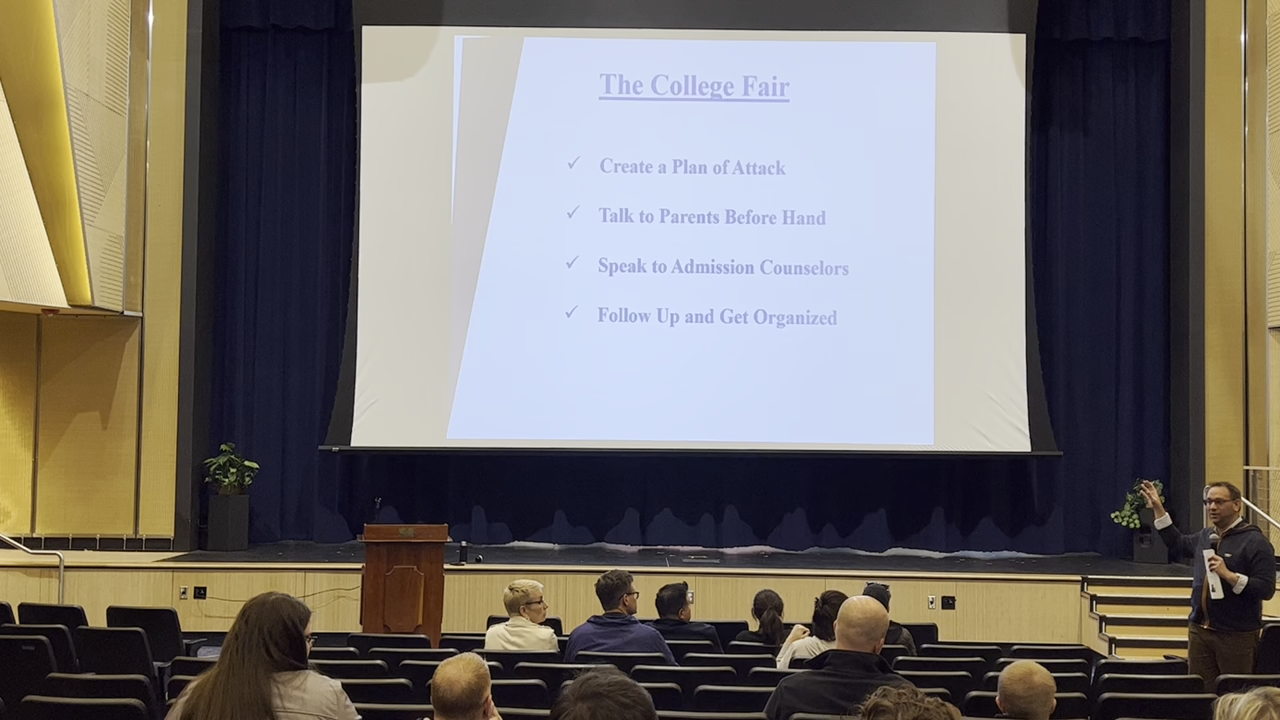 The College Fair
✓ Create a Plan of Attack
✓ Talk to Parents Before Hand
✓ Speak to Admission Counselors
✓ Follow Up and Get Organized